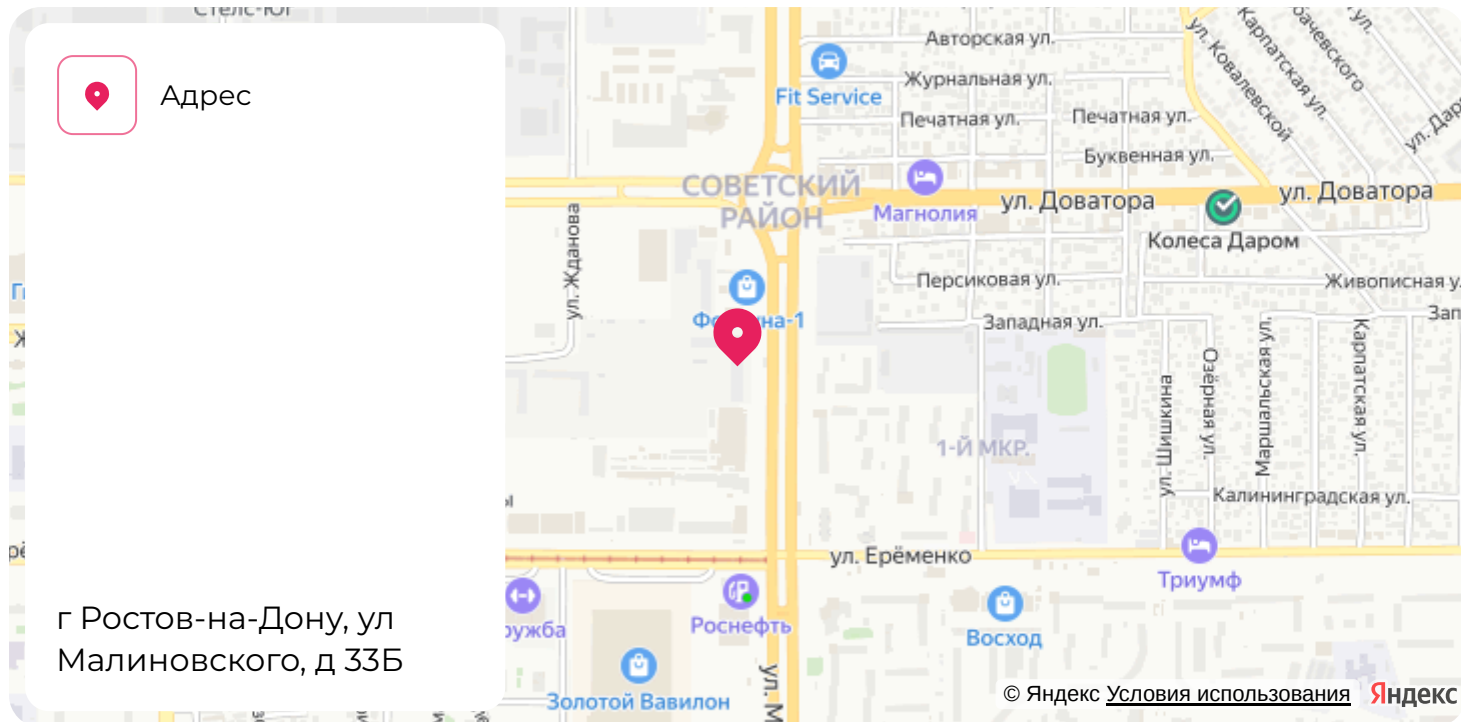 Стелс-Юг
Адрес
г Ростов-на-Дону, ул
Малиновского, д 33Б
Авторская ул.
Fit Service
Журнальная ул.
Печатная ул.
Печатная ул.
Буквенная ул.
ул. Ковалевской
Карпатская ул.
СОВЕТСКИЙ
РАЙОН
Магнолия
ул. Доватора
ул. Доватора
Колеса Даром
ул. Жданова
Персиковая ул.
Живописная у
Западная ул.
Зап
1-Й МКР.
ул. Шишкина
Озёрная ул.
Маршальская ул.
Карпатская ул.
Калининградская ул.
ул. Ерёменко
Триумф
Роснефть
Восход
Золотой Вавилон
ул. М
© Яндекс Условия использования
Яндекс